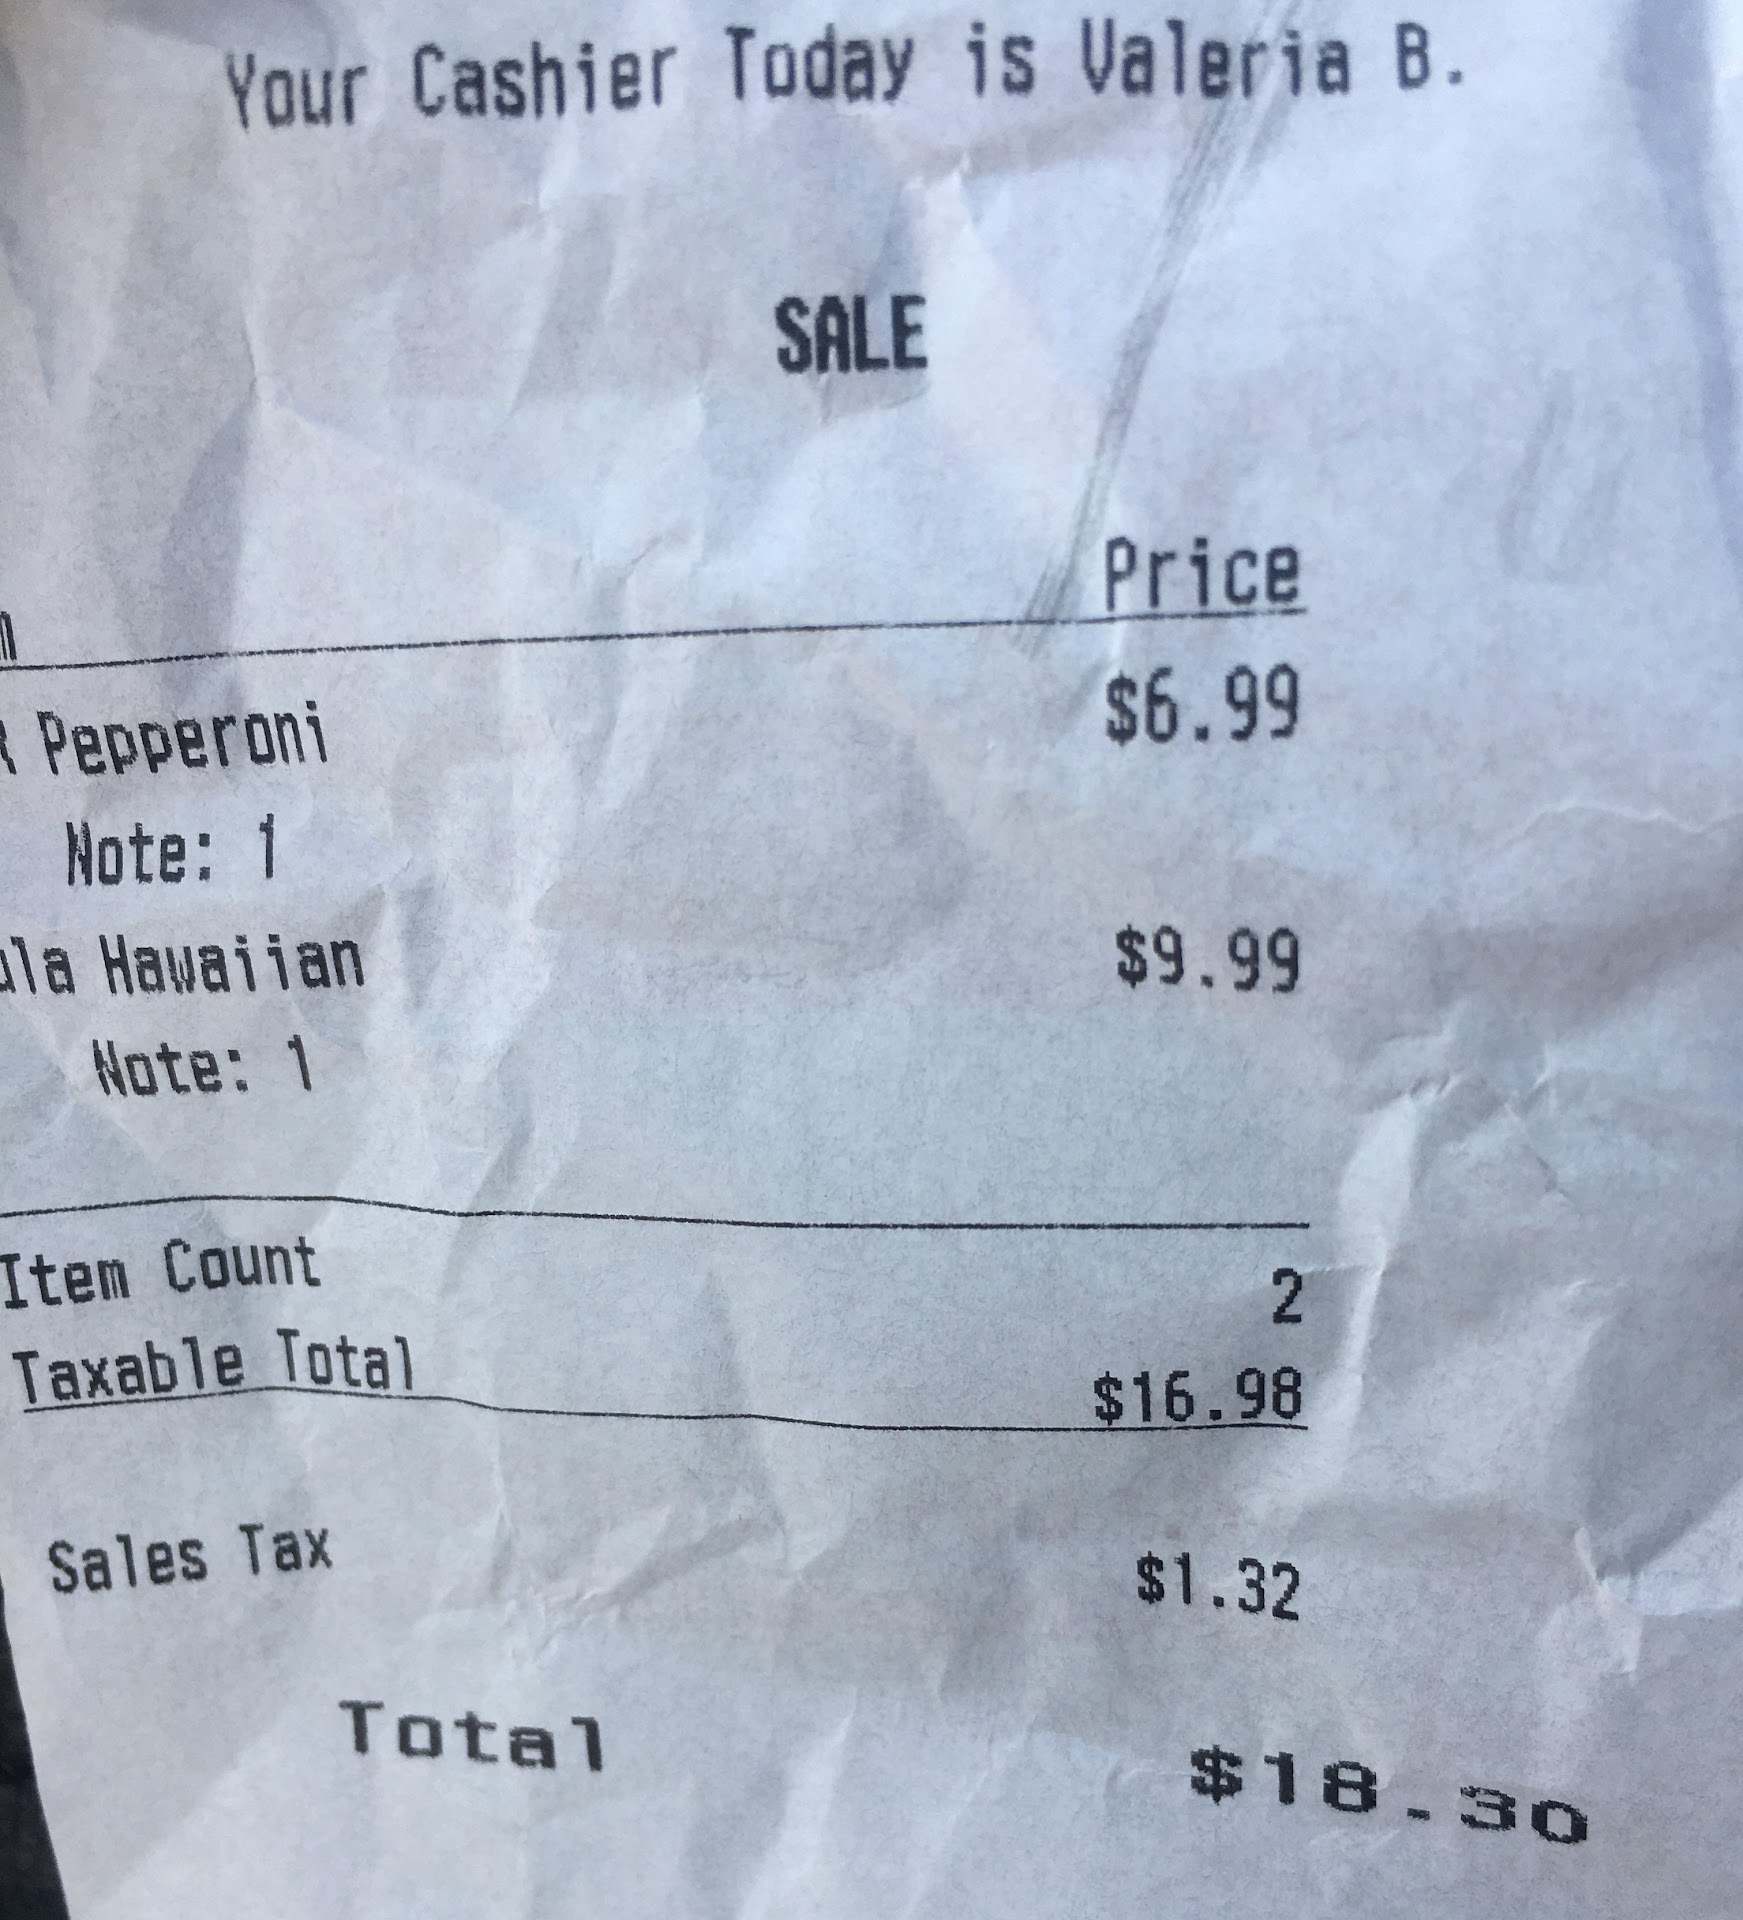 Your Cashier Today is Valeria B.
SALE
Price
Pepperoni $6.99
Note: 1
Hawaiian $9.99
Note: 1
Item Count 2
Taxable Total $16.98
Sales Tax $1.32
Total $18.30